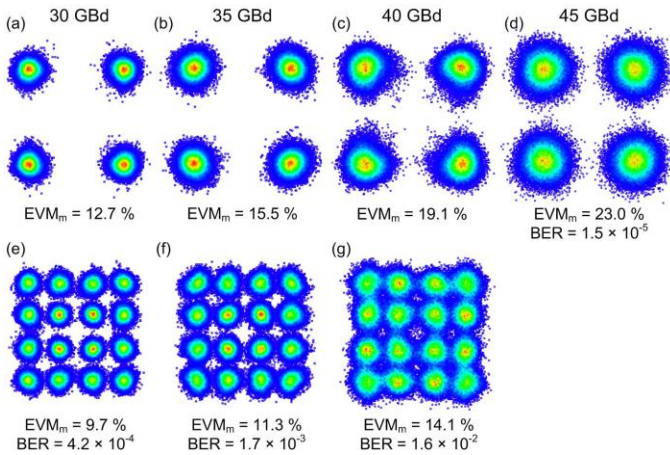 (a) 30 GBd (b) 35 GBd (c) 40 GBd (d) 45 GBd
EVMm = 12.7 % EVMm = 15.5 % EVMm = 19.1 % EVMm = 23.0 %
BER = 1.5 × 10-5
(e) (f) (g)
EVMm = 9.7 % EVMm = 11.3 % EVMm = 14.1 %
BER = 4.2 × 10-4 BER = 1.7 × 10-3 BER = 1.6 × 10-2